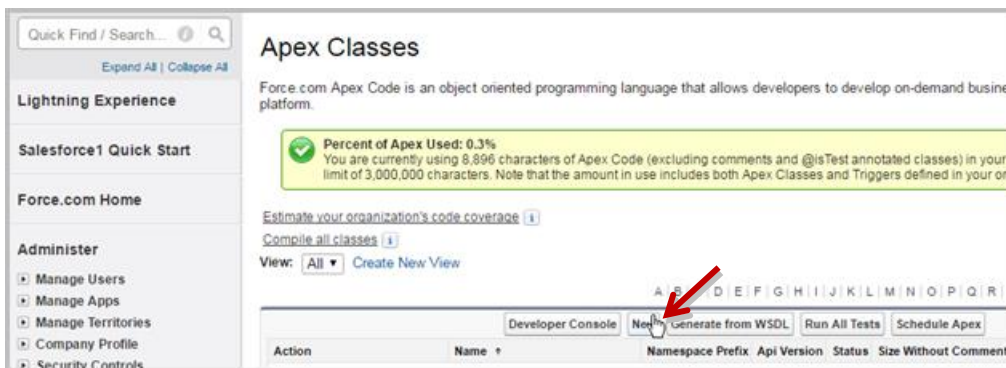 Quick Find / Search...
Expand All | Collapse All
Lightning Experience
Salesforce1 Quick Start
Force.com Home
Administer
Manage Users
Manage Apps
Manage Territories
Company Profile
Security Controls
Apex Classes
Force.com Apex Code is an object oriented programming language that allows developers to develop on-demand
platform.
Percent of Apex Used: 0.3%
You are currently using 8,896 characters of Apex Code (excluding comments and @isTest annotated classes) in your
limit of 3,000,000 characters. Note that the amount in use includes both Apex Classes and Triggers defined in your
Estimate your organization's code coverage i
Compile all classes i
View: All Create New View
A B D E F G H I J K L M N O P Q R
Developer Console Generate from WSDL Run All Tests Schedule Apex
Action Name ↑ Namespace Prefix Api Version Status Size Without Comment